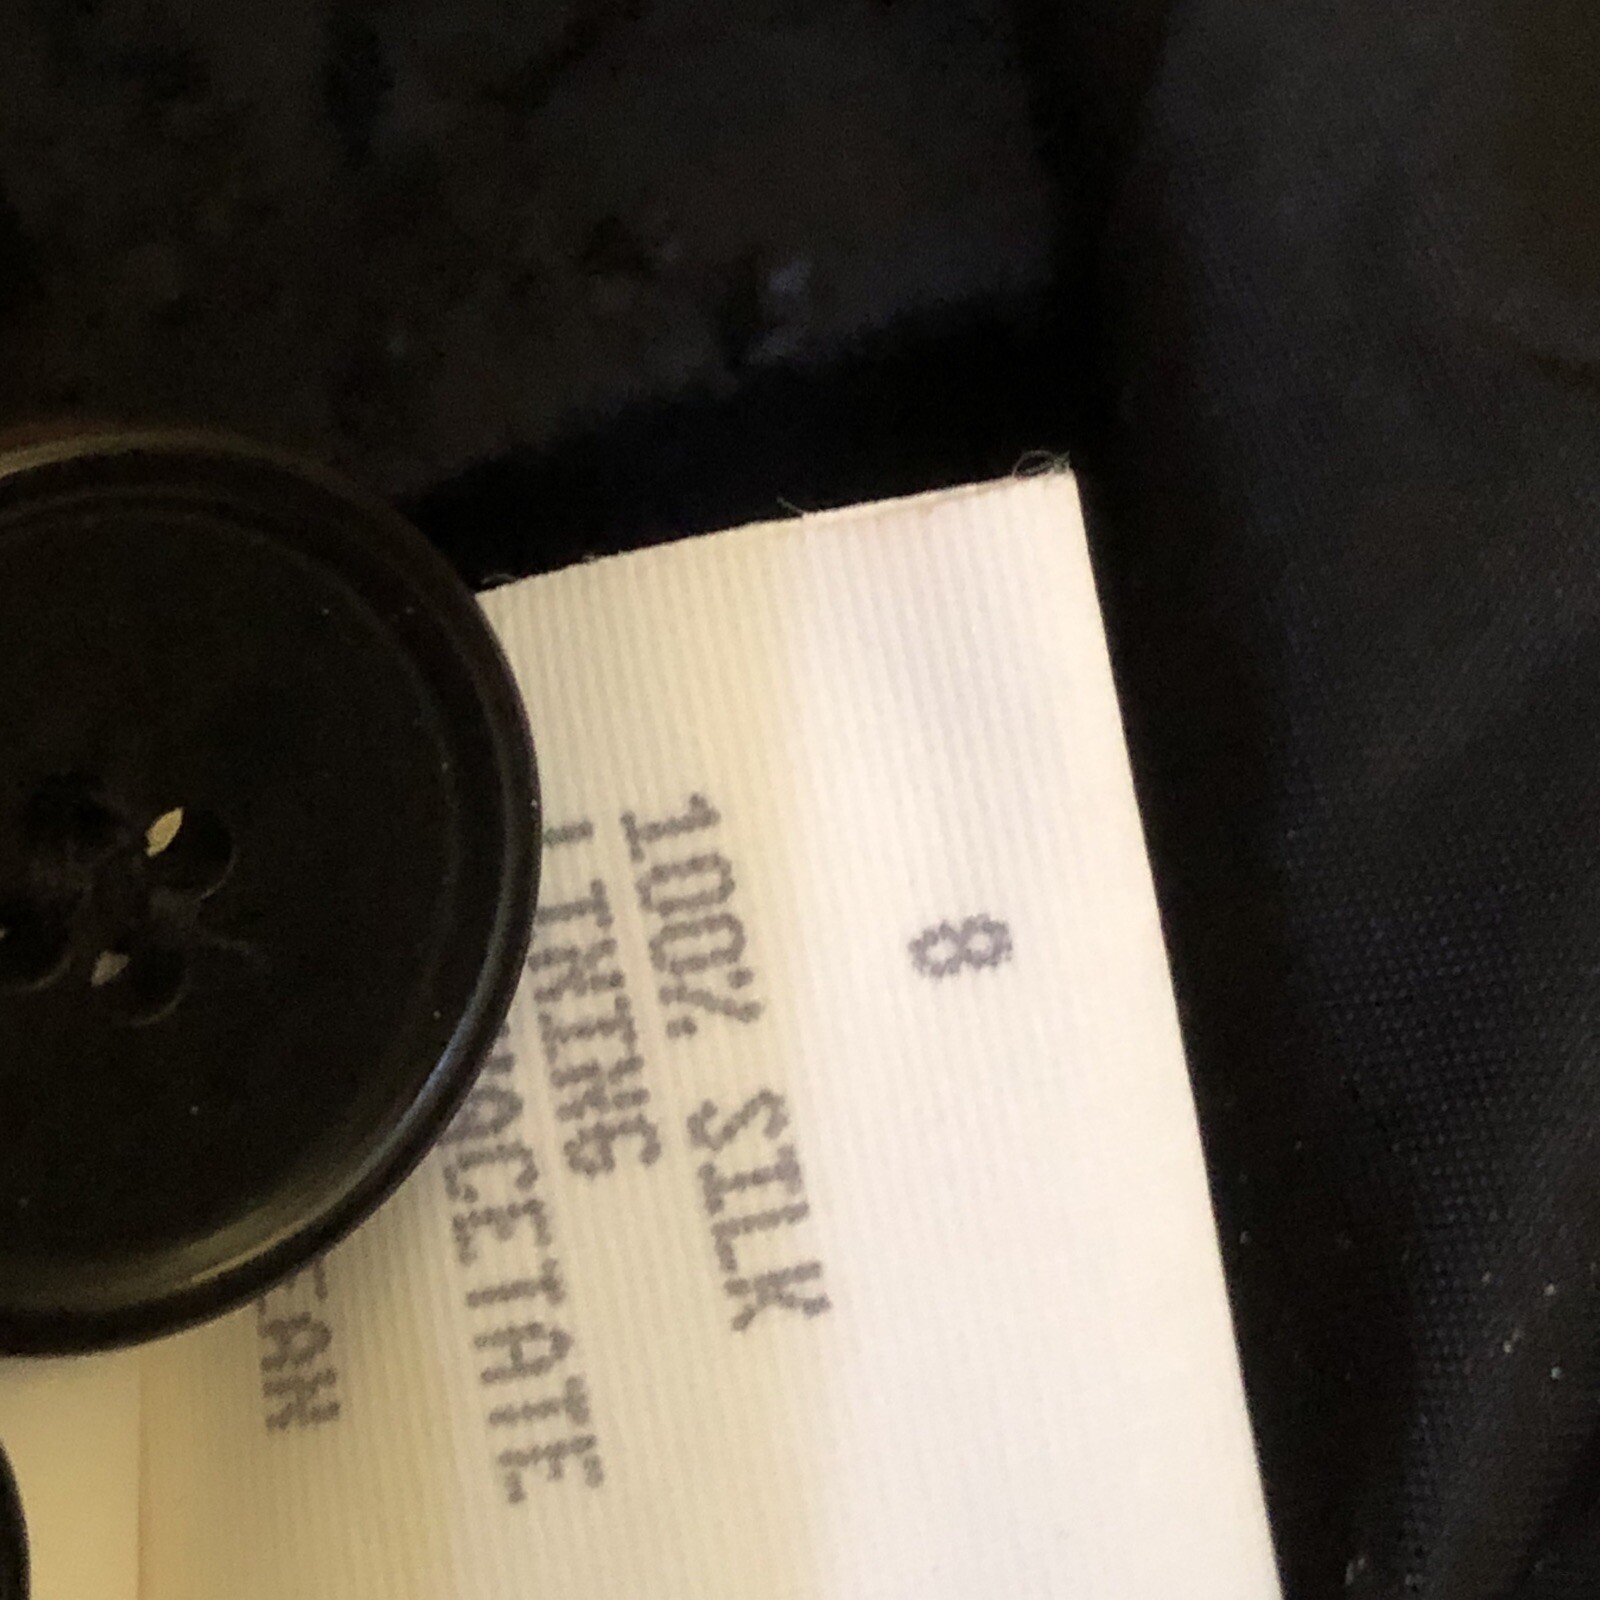 8
100% SILK
LINING
ACETATE